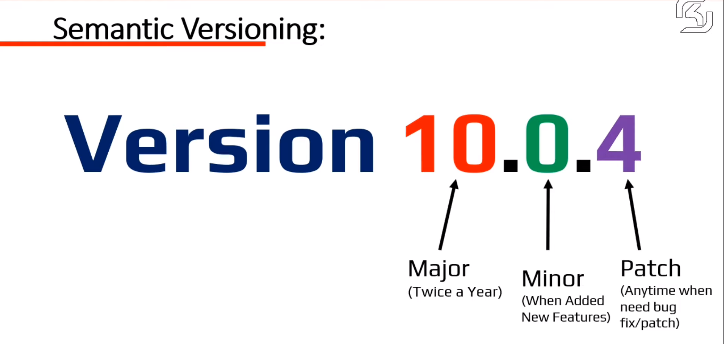 Semantic Versioning:
Version 10.0.4
Major
(Twice a Year)
Minor
(When Added
New Features)
Patch
(Anytime when
need bug
fix/patch)